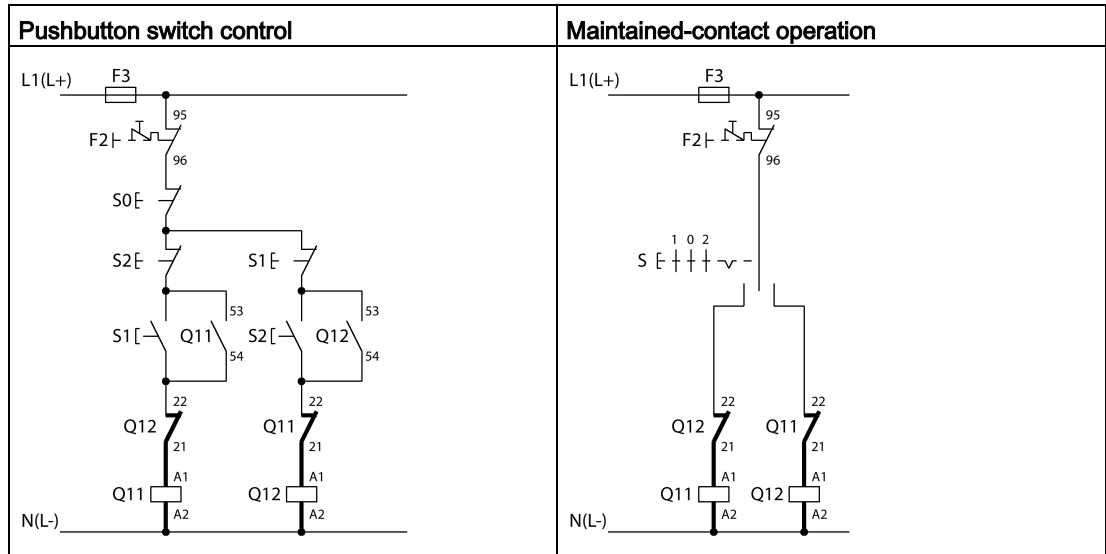 Pushbutton switch control
Maintained-contact operation
L1(L+) F3
95
F2
96
S0
S2 S1
53 53
S1 Q11 S2 Q12
54 54
22 22
Q12 Q11
21 21
A1 A1
Q11 Q12
A2 A2
N(L-)
L1(L+) F3
95
F2
96
1 0 2
S
22 22
Q12 Q11
21 21
A1 A1
Q11 Q12
A2 A2
N(L-)